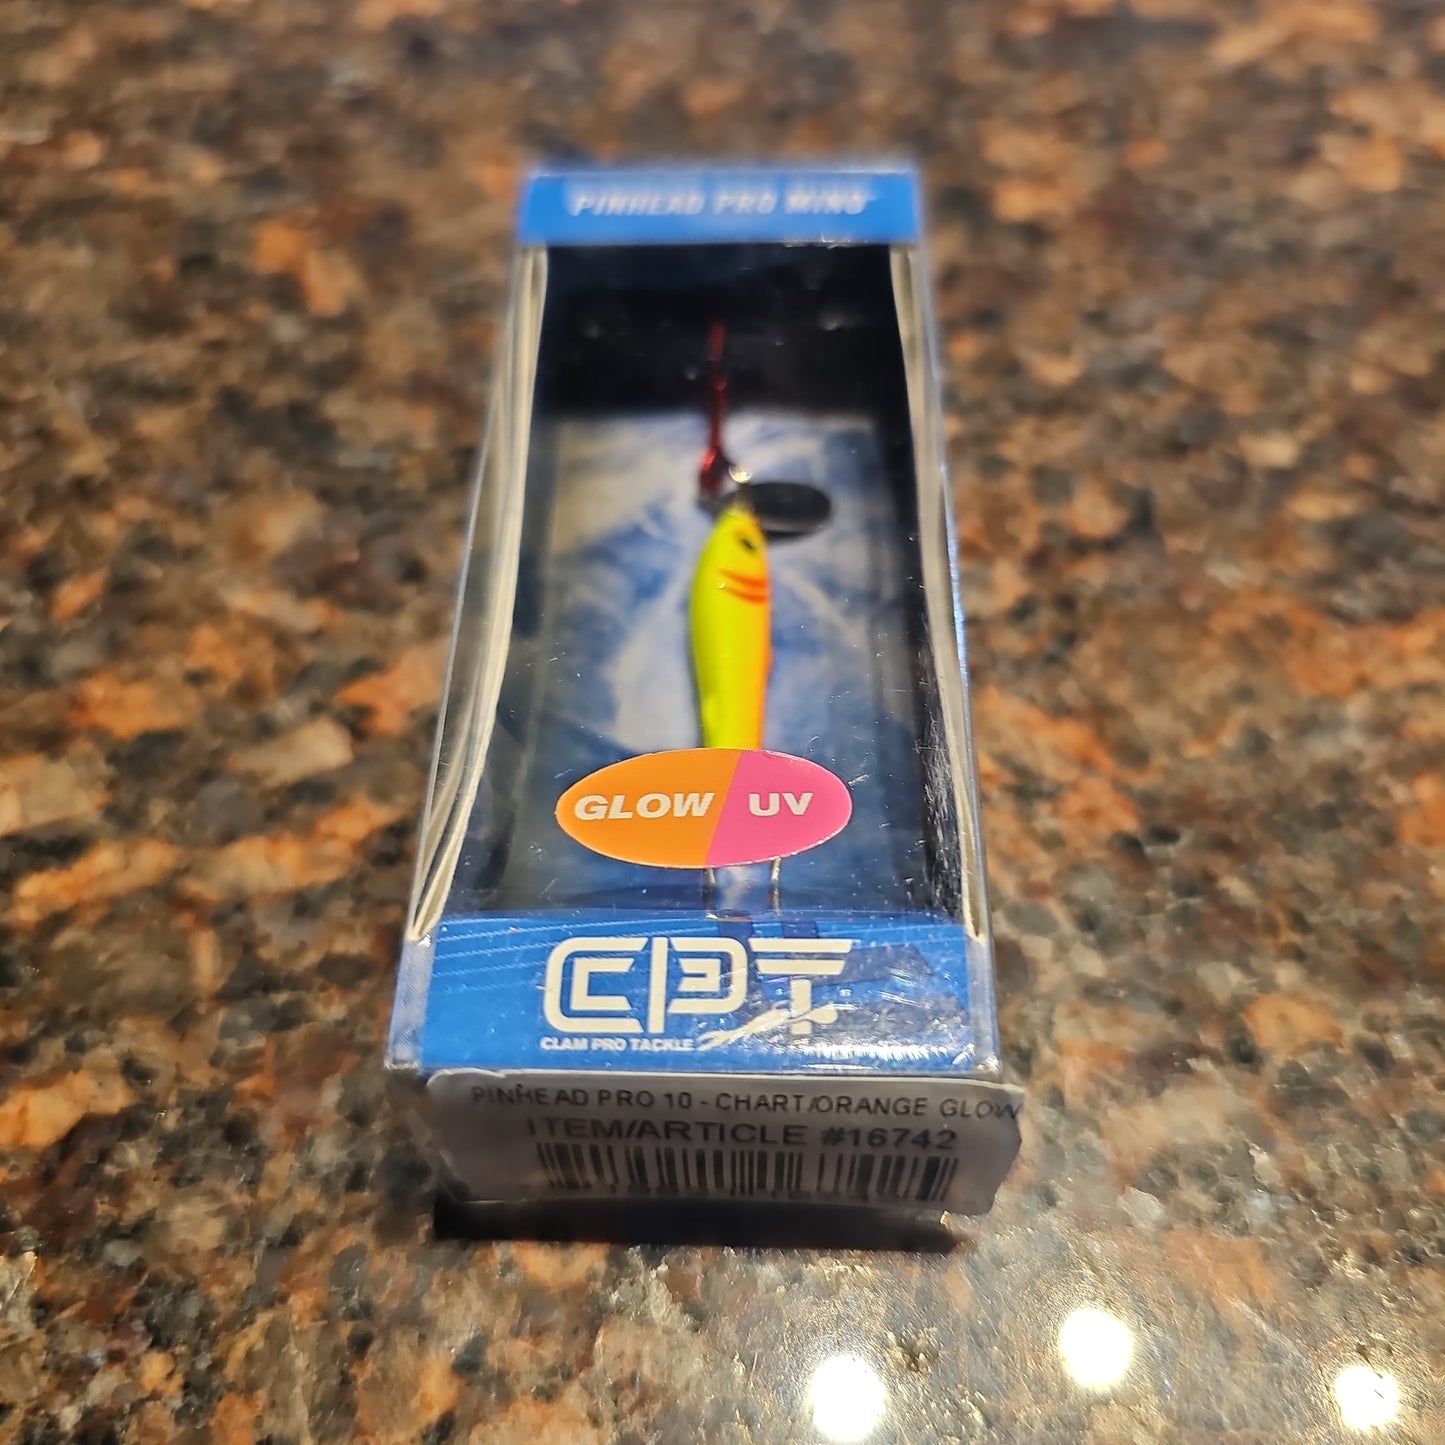 PINHEAD PRO MINO
GLOW UV
CPT
CLAM PRO TACKLE
PINHEAD PRO 10 - CHART/ORANGE GLOW
ITEM/ARTICLE #16742